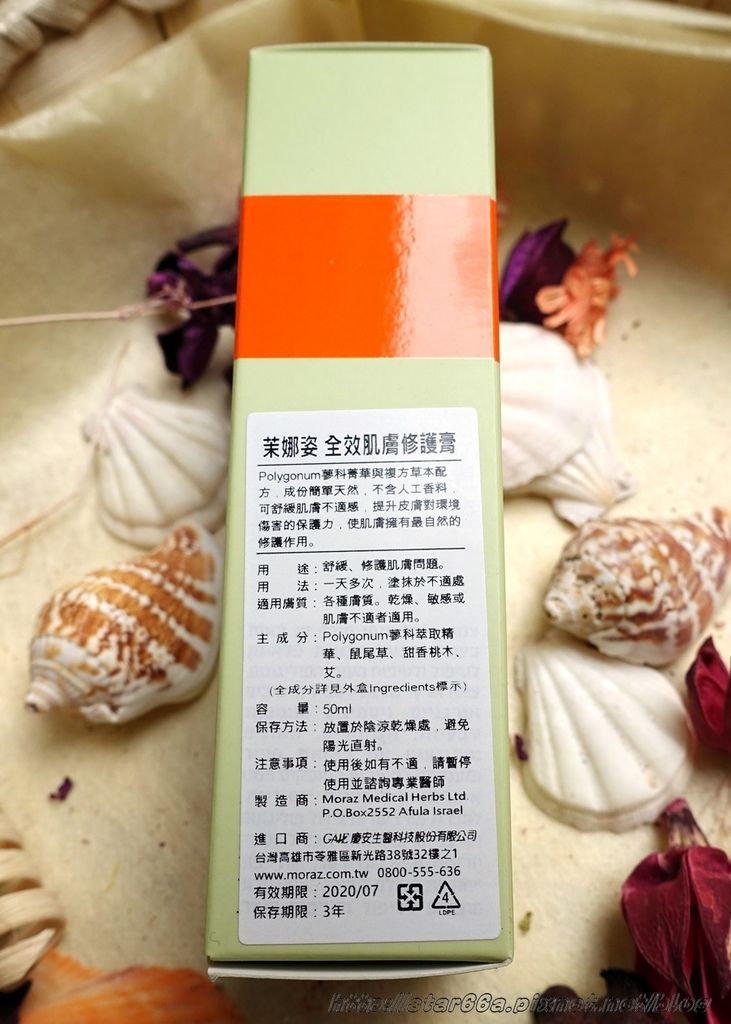 茉娜姿 全效肌膚修護膏
Polygonum蓼科菁華與複方草本配
方，成份簡單天然，不含人工香料，
可舒緩肌膚不適感，提升皮膚對環境
傷害的保護力，使肌膚擁有最自然的
修護作用。
用　　途：舒緩、修護肌膚問題。
用　　法：一天多次，塗抹於不適處
適用膚質：各種膚質。乾燥、敏感或
肌膚不適者適用。
主 成 分：Polygonum蓼科萃取精
華、鼠尾草、甜香桃木、
艾。
(全成分詳見外盒Ingredients標示)
容　　量：50ml
保存方法：放置於陰涼乾燥處，避免
陽光直射。
注意事項：使用後如有不適，請暫停
使用並諮詢專業醫師
製 造 商：Moraz Medical Herbs Ltd.
P.O.Box2552 Afula Israel
進 口 商：GAIVE 慶安生醫科技股份有限公司
台灣高雄市苓雅區新光路38號32樓之1
www.moraz.com.tw 0800-555-636
有效期限：2020/07
保存期限：3年
4
LDPE
http://star66a.pixnet.net/blog